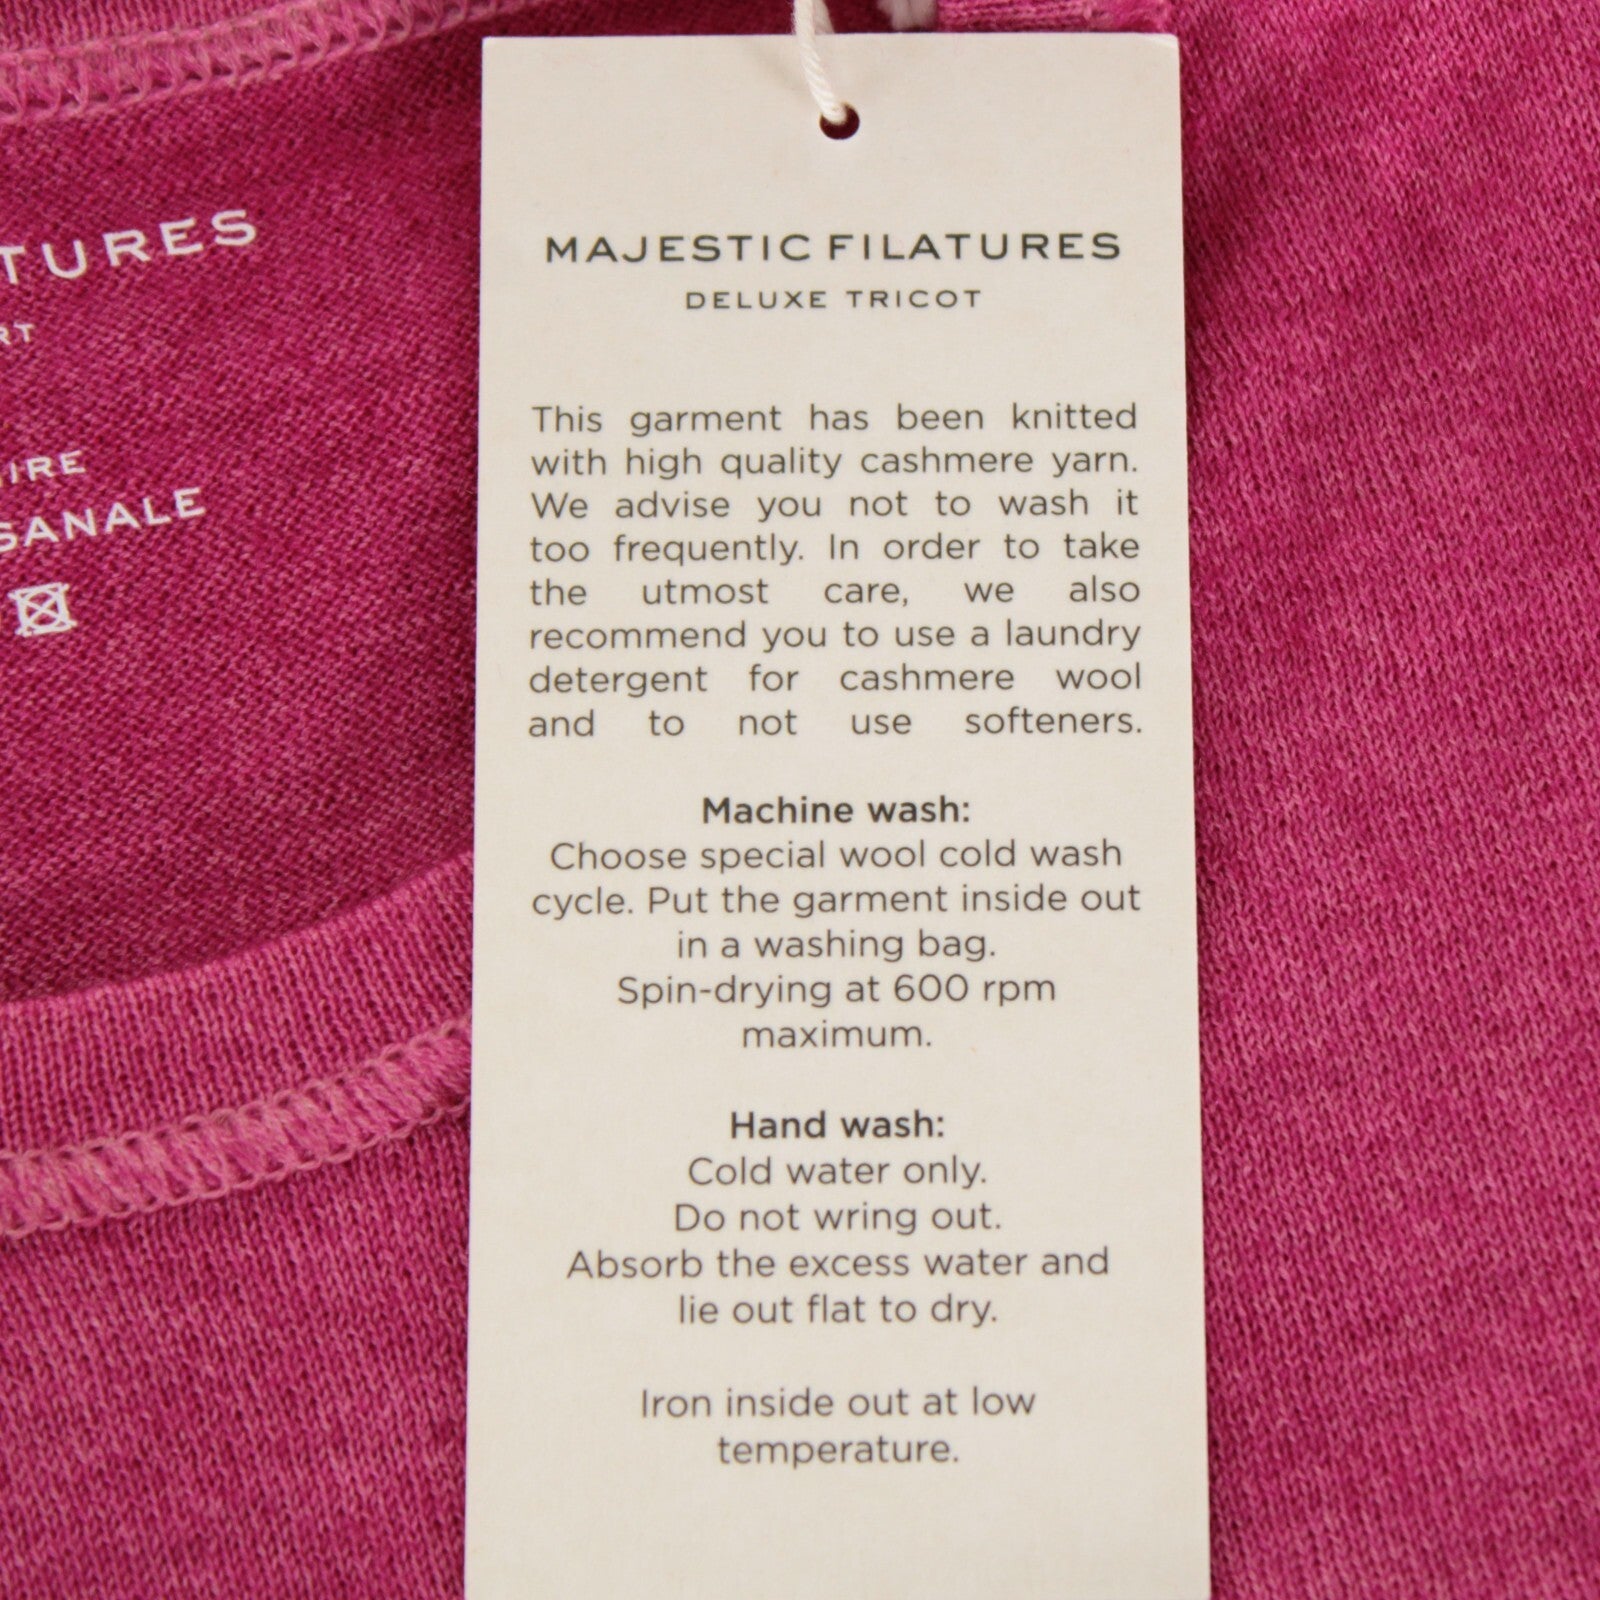 TURES
RT
IRE
SANALE
MAJESTIC FILATURES
DELUXE TRICOT
This garment has been knitted
with high quality cashmere yarn.
We advise you not to wash it
too frequently. In order to take
the utmost care, we also
recommend you to use a laundry
detergent for cashmere wool
and to not use softeners.
Machine wash:
Choose special wool cold wash
cycle. Put the garment inside out
in a washing bag.
Spin-drying at 600 rpm
maximum.
Hand wash:
Cold water only.
Do not wring out.
Absorb the excess water and
lie out flat to dry.
Iron inside out at low
temperature.